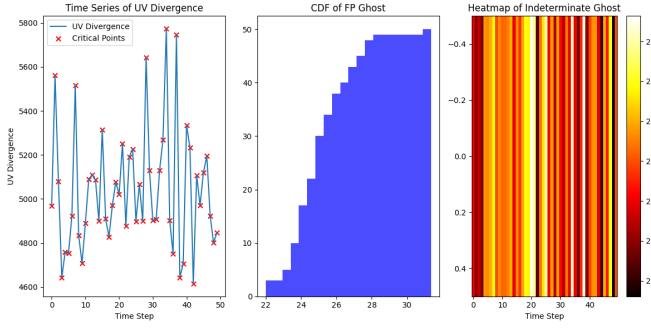 Time Series of UV Divergence
UV Divergence
Critical Points
5800
5600
5400
5200
5000
4800
4600
UV Divergence
0 10 20 30 40 50
Time Step
CDF of FP Ghost
50
40
30
20
10
0
22 24 26 28 30
Heatmap of Indeterminate Ghost
−0.4
−0.2
0.0
0.2
0.4
0 20 40
Time Step
2
2
2
2
2
2
2
2